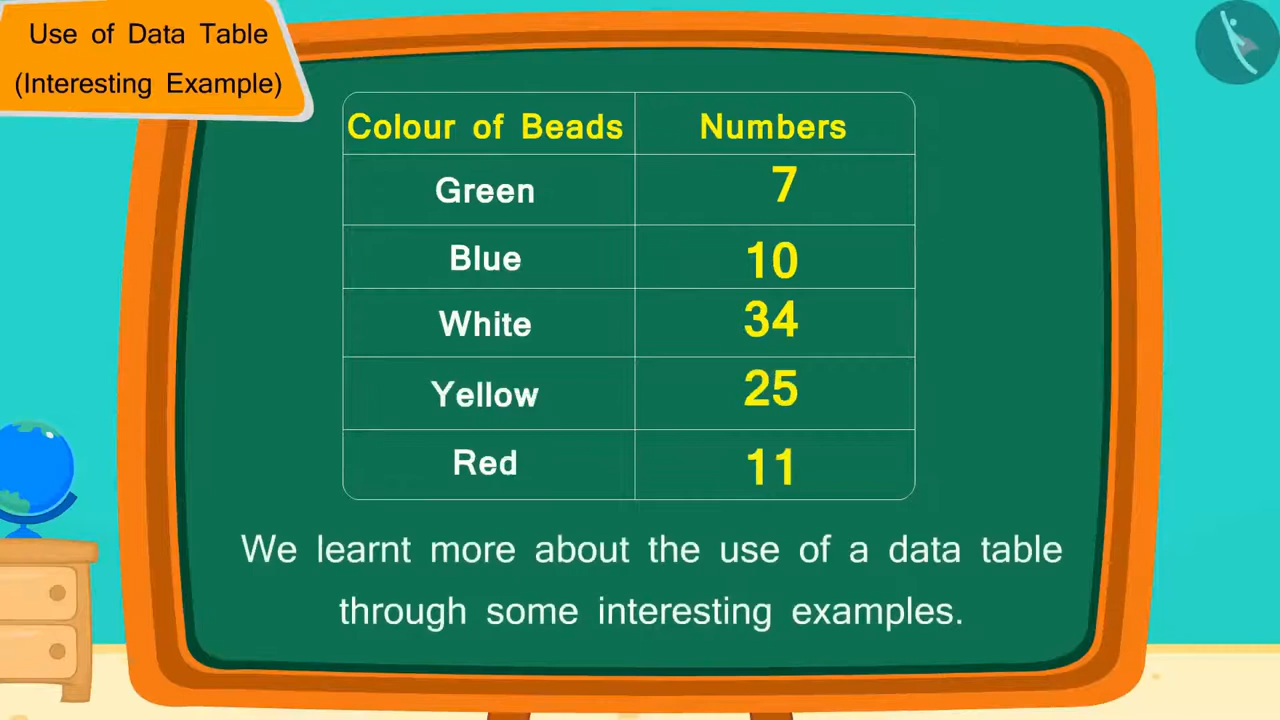 Use of Data Table
(Interesting Example)
Colour of Beads Numbers
Green 7
Blue 10
White 34
Yellow 25
Red 11
We learnt more about the use of a data table
through some interesting examples.